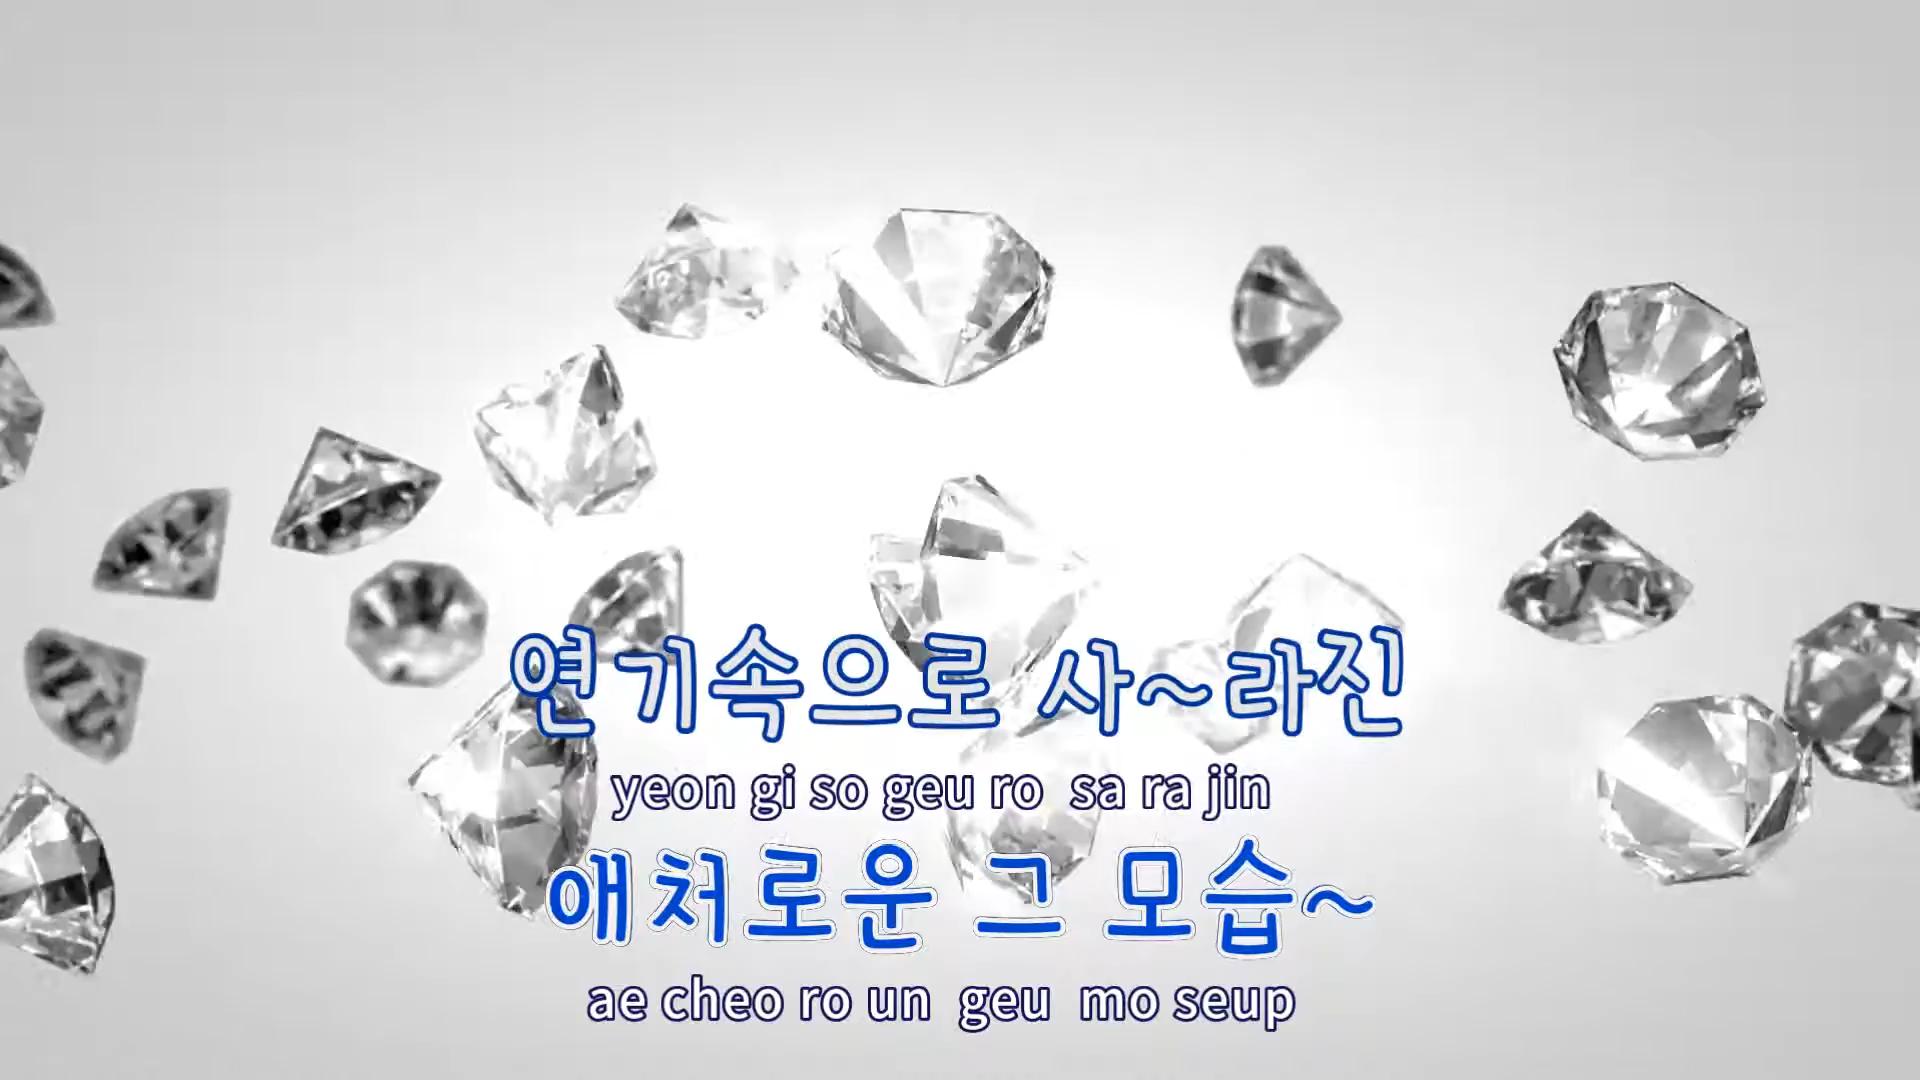 연기속으로 사~라진
yeon gi so geu ro sa ra jin
애처로운 그 모습~
ae cheo ro un geu mo seup